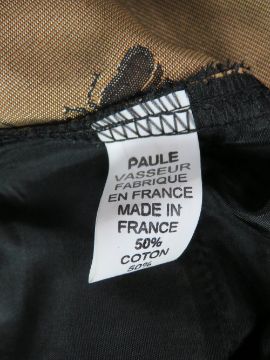 PAULE
VASSEUR
FABRIQUE
EN FRANCE
MADE IN
FRANCE
50%
COTON
50%